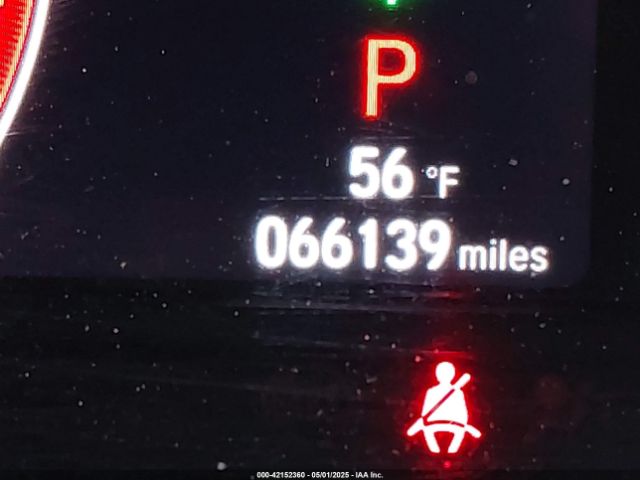 P
56 °F
066139 miles
000-42152360 - 05/01/2025 - IAA Inc.